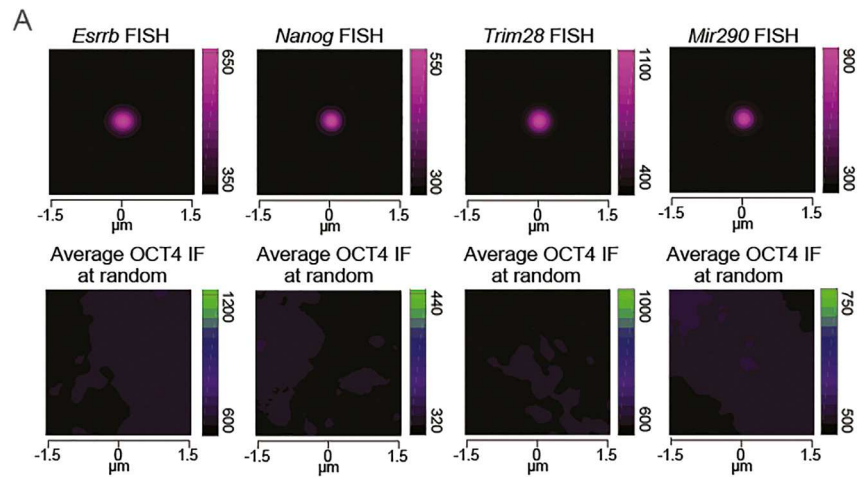 A
Esrrb FISH
Nanog FISH
Trim28 FISH
Mir290 FISH
650
350
550
300
1100
400
900
300
-1.5 0 1.5
µm
-1.5 0 1.5
µm
-1.5 0 1.5
µm
-1.5 0 1.5
µm
Average OCT4 IF
at random
Average OCT4 IF
at random
Average OCT4 IF
at random
Average OCT4 IF
at random
1200
600
440
320
1000
600
750
500
-1.5 0 1.5
µm
-1.5 0 1.5
µm
-1.5 0 1.5
µm
-1.5 0 1.5
µm